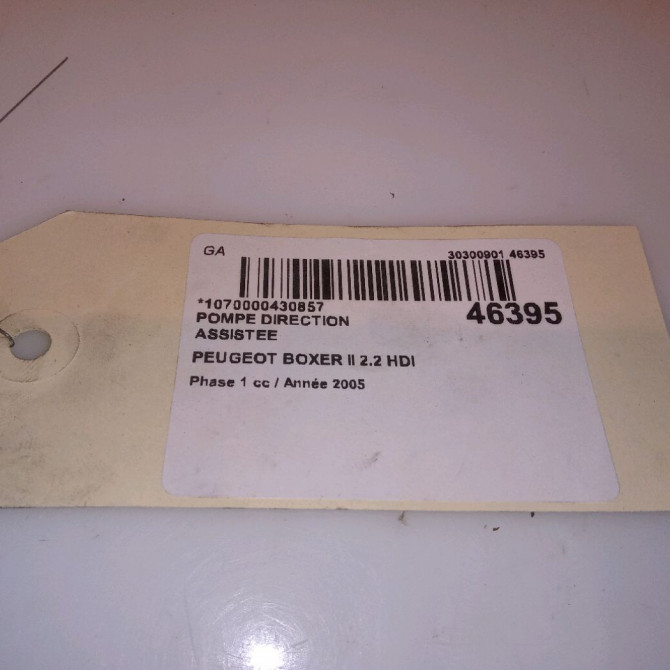 GA
30300901 46395
*1070000430857
46395
POMPE DIRECTION
ASSISTEE
PEUGEOT BOXER II 2.2 HDI
Phase 1 cc / Année 2005